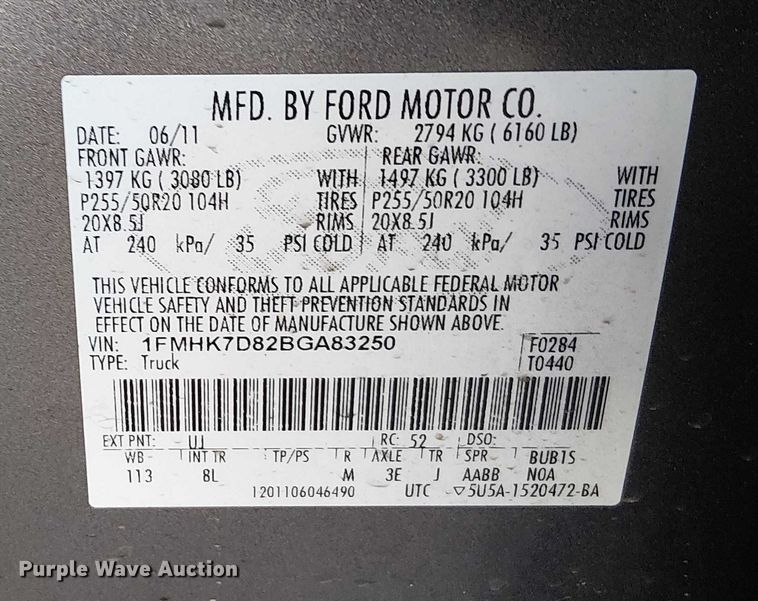 MFD. BY FORD MOTOR CO.
DATE: 06/11 GVWR: 2794 KG ( 6160 LB)
FRONT GAWR: REAR GAWR:
1397 KG ( 3080 LB) WITH 1497 KG ( 3300 LB) WITH
P255/50R20 104H TIRES P255/50R20 104H TIRES
20X8.5J RIMS 20X8.5J RIMS
AT 240 kPa/ 35 PSI COLD AT 240 kPa/ 35 PSI COLD
THIS VEHICLE CONFORMS TO ALL APPLICABLE FEDERAL MOTOR
VEHICLE SAFETY AND THEFT PREVENTION STANDARDS IN
EFFECT ON THE DATE OF MANUFACTURE SHOWN ABOVE.
VIN: 1FMHK7D82BGA83250 F0284
TYPE: Truck T0440
EXT PNT: UJ RC: 52 DSO:
WB INT TR TP/PS R AXLE TR SPR BUB1S
113 8L M 3E J AABB N0A
1201106046490 UTC ▽5U5A-1520472-BA
Purple Wave Auction